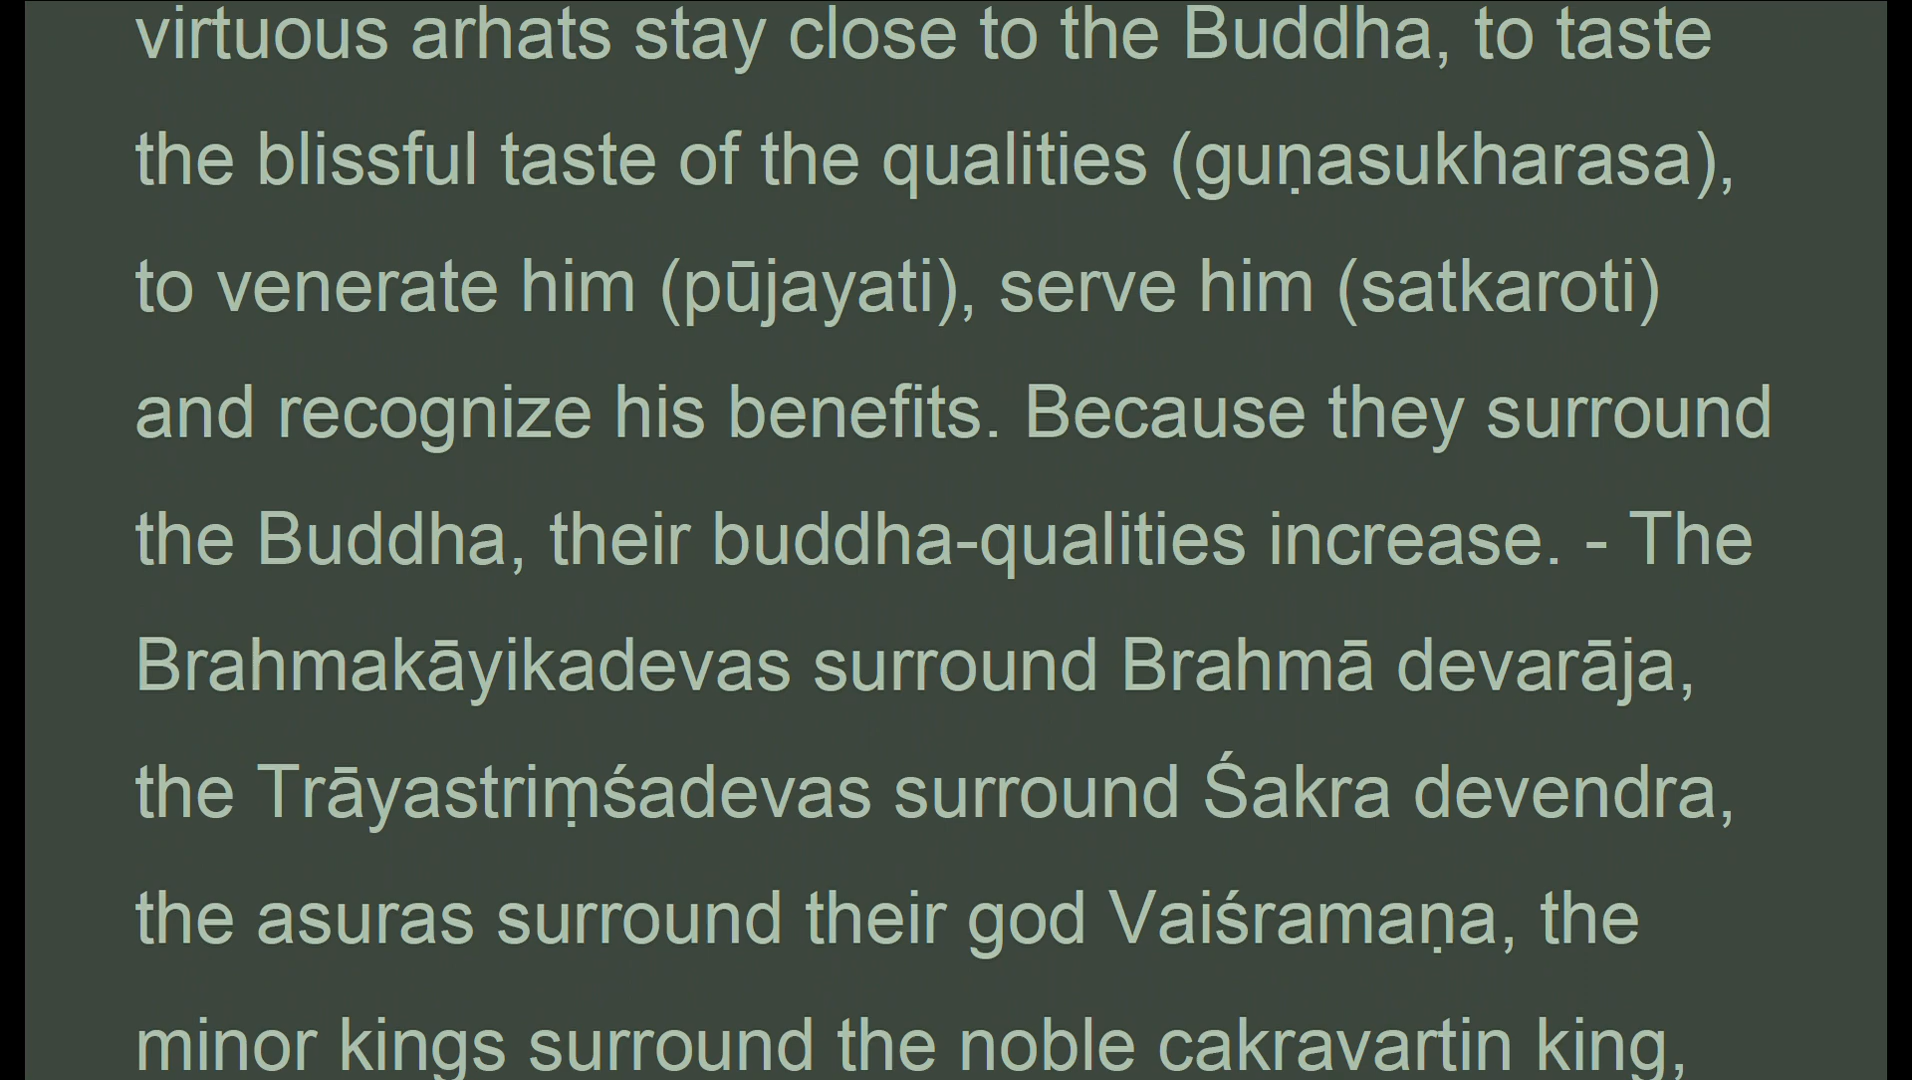 virtuous arhats stay close to the Buddha, to taste
the blissful taste of the qualities (guṇasukharasa),
to venerate him (pūjayati), serve him (satkaroti)
and recognize his benefits. Because they surround
the Buddha, their buddha-qualities increase. - The
Brahmakāyikadevas surround Brahmā devarāja,
the Trāyastriṃśadevas surround Śakra devendra,
the asuras surround their god Vaiśramaṇa, the
minor kings surround the noble cakravartin king,